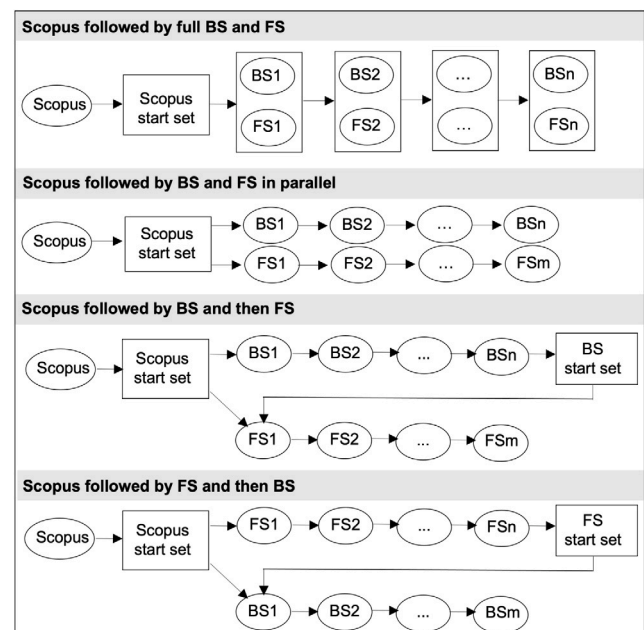 Scopus followed by full BS and FS
Scopus
Scopus
start set
BS1
FS1
BS2
FS2
...
...
BSn
FSn
Scopus followed by BS and FS in parallel
Scopus
Scopus
start set
BS1
BS2
...
BSn
FS1
FS2
...
FSm
Scopus followed by BS and then FS
Scopus
Scopus
start set
BS1
BS2
...
BSn
BS
start set
FS1
FS2
...
FSm
Scopus followed by FS and then BS
Scopus
Scopus
start set
FS1
FS2
...
FSn
FS
start set
BS1
BS2
...
BSm